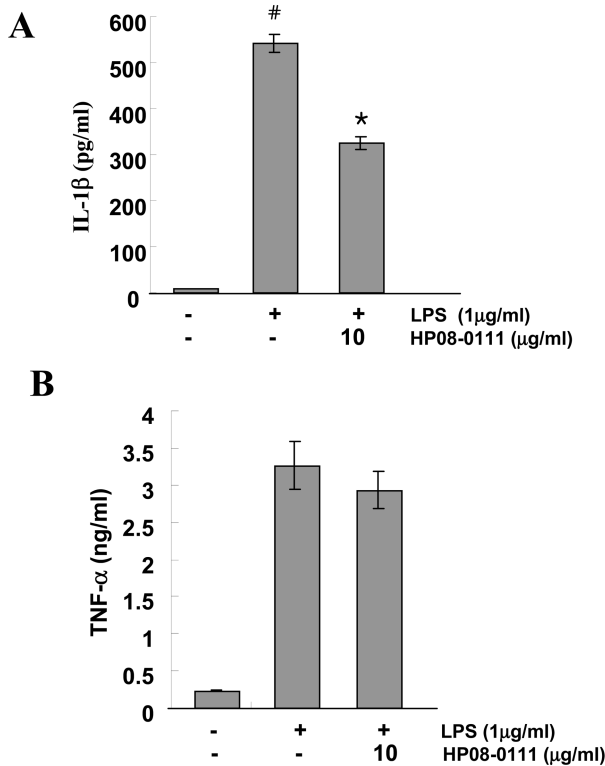 A
IL-1β (pg/ml)
600
500
400
300
200
100
0
#
*
- + + LPS (1μg/ml)
- - 10 HP08-0111 (μg/ml)
B
TNF-α (ng/ml)
4
3.5
3
2.5
2
1.5
1
0.5
0
- + + LPS (1μg/ml)
- - 10 HP08-0111 (μg/ml)